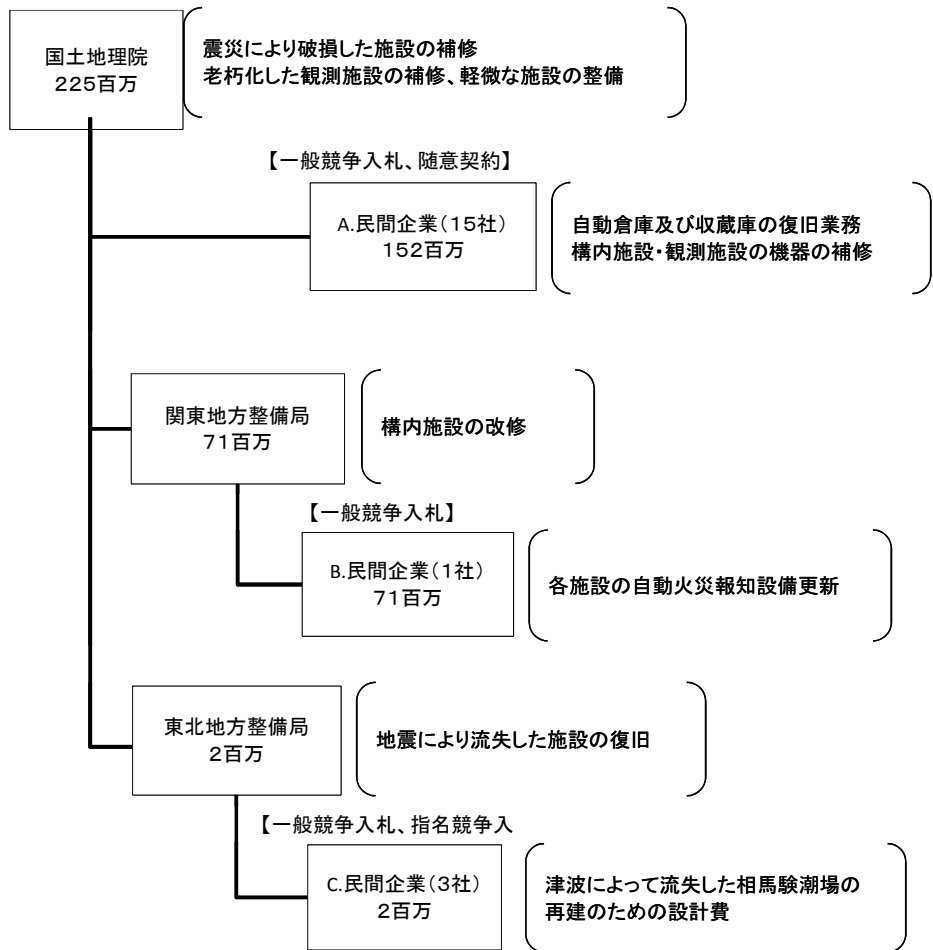 国土地理院
225百万
震災により破損した施設の補修
老朽化した観測施設の補修、軽微な施設の整備
【一般競争入札、随意契約】
A.民間企業(15社)
152百万
自動倉庫及び収蔵庫の復旧業務
構内施設・観測施設の機器の補修
関東地方整備局
71百万
構内施設の改修
【一般競争入札】
B.民間企業(1社)
71百万
各施設の自動火災報知設備更新
東北地方整備局
2百万
地震により流失した施設の復旧
【一般競争入札、指名競争入
C.民間企業(3社)
2百万
津波によって流失した相馬験潮場の
再建のための設計費